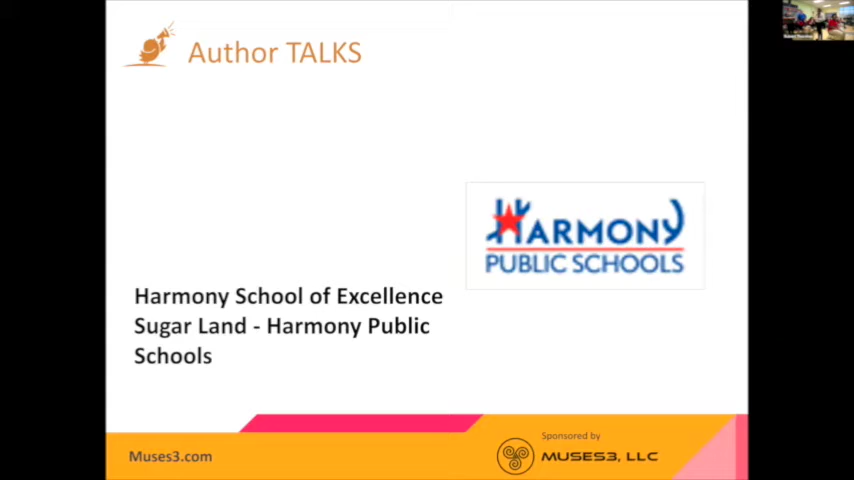 Author TALKS
HARMONY
PUBLIC SCHOOLS
Harmony School of Excellence
Sugar Land - Harmony Public
Schools
Sponsored by
MUSES3, LLC
Muses3.com